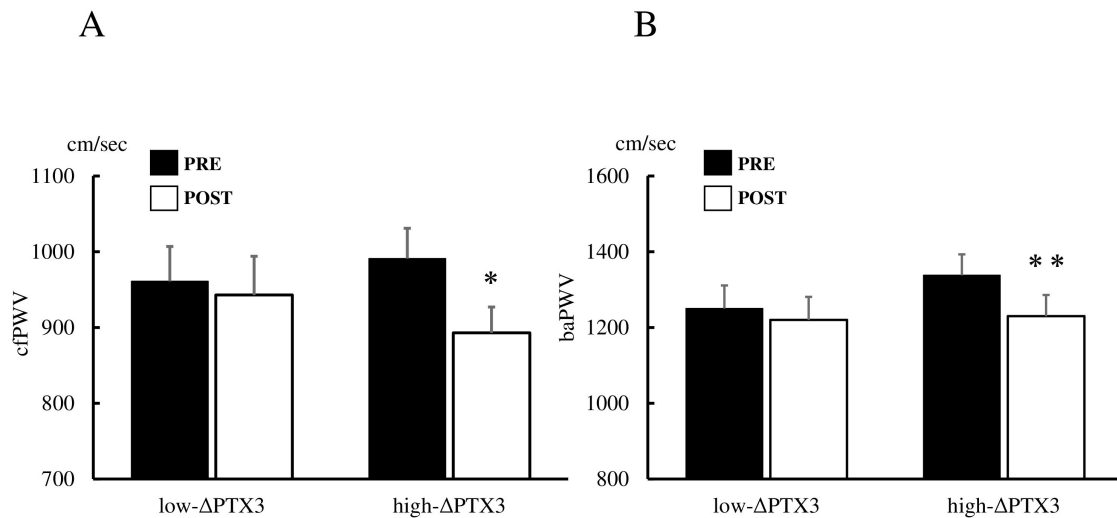 A
cm/sec
PRE
POST
1100
1000
900
800
700
cfPWV
*
low-ΔPTX3
high-ΔPTX3
B
cm/sec
PRE
POST
1600
1400
1200
1000
800
baPWV
* *
low-ΔPTX3
high-ΔPTX3